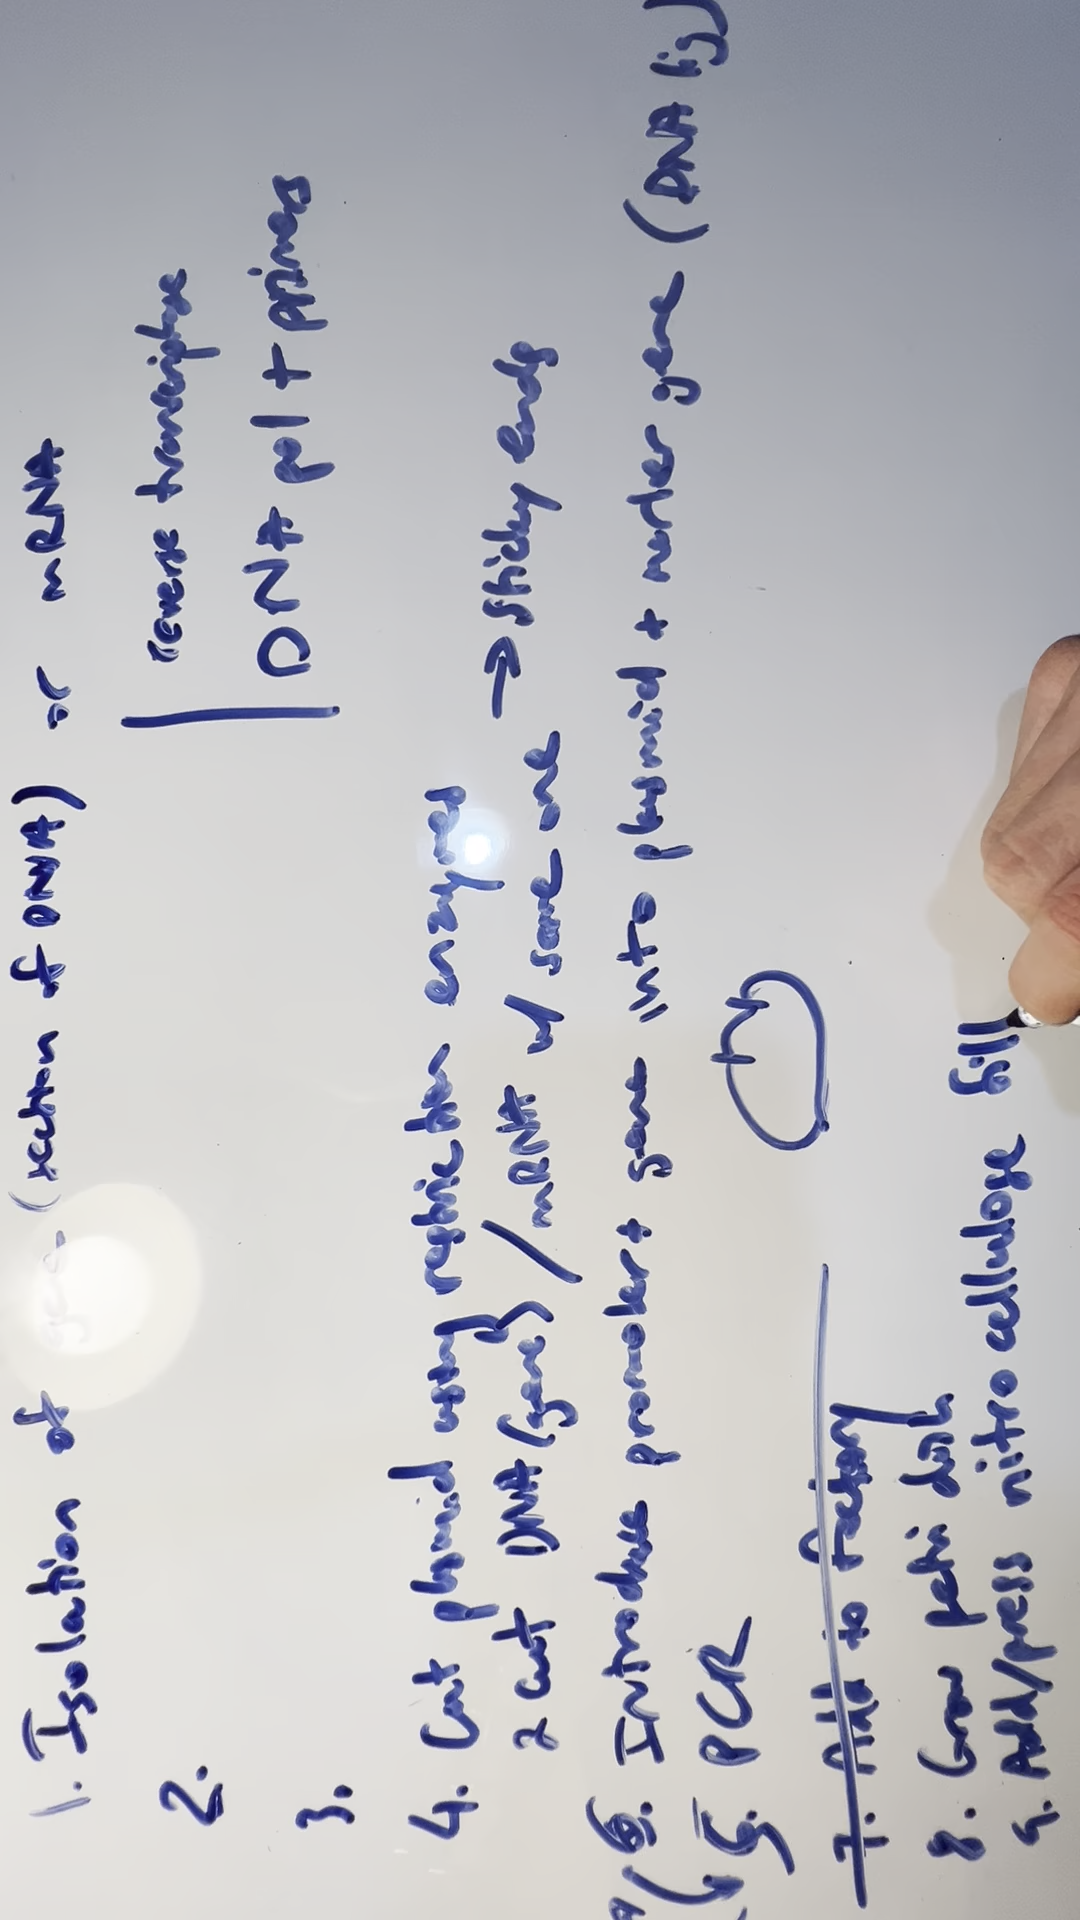 1. Isolation of gene (section of DNA) or mRNA
2. reverse transcriptase
3. DNA pol + primers
4. Cut plasmid using restriction enzymes
& cut DNA (gene) / mRNA w/ same one → sticky ends
6. Introduce promoter + gene into plasmid + marker gene (DNA lig)
5. PCR
7. Add to factory
8. Grow petri dish
9. Add/press nitrocellulose